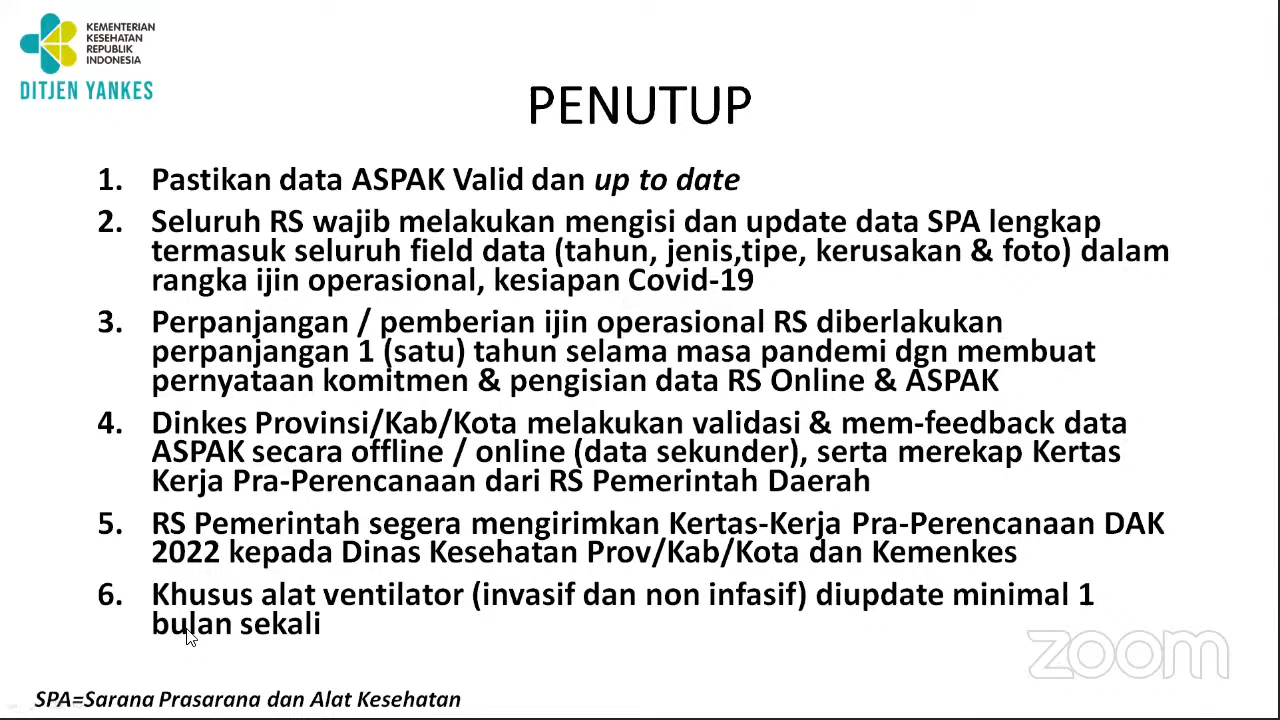 KEMENTERIAN
KESEHATAN
REPUBLIK
INDONESIA
DITJEN YANKES
PENUTUP
1. Pastikan data ASPAK Valid dan up to date
2. Seluruh RS wajib melakukan mengisi dan update data SPA lengkap
termasuk seluruh field data (tahun, jenis,tipe, kerusakan & foto) dalam
rangka ijin operasional, kesiapan Covid-19
3. Perpanjangan / pemberian ijin operasional RS diberlakukan
perpanjangan 1 (satu) tahun selama masa pandemi dgn membuat
pernyataan komitmen & pengisian data RS Online & ASPAK
4. Dinkes Provinsi/Kab/Kota melakukan validasi & mem-feedback data
ASPAK secara offline / online (data sekunder), serta merekap Kertas
Kerja Pra-Perencanaan dari RS Pemerintah Daerah
5. RS Pemerintah segera mengirimkan Kertas-Kerja Pra-Perencanaan DAK
2022 kepada Dinas Kesehatan Prov/Kab/Kota dan Kemenkes
6. Khusus alat ventilator (invasif dan non infasif) diupdate minimal 1
bulan sekali
zoom
SPA=Sarana Prasarana dan Alat Kesehatan